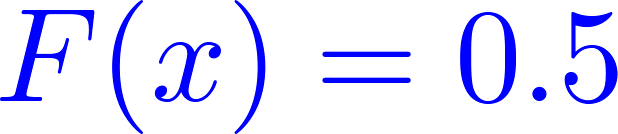 F(x) = 0.5